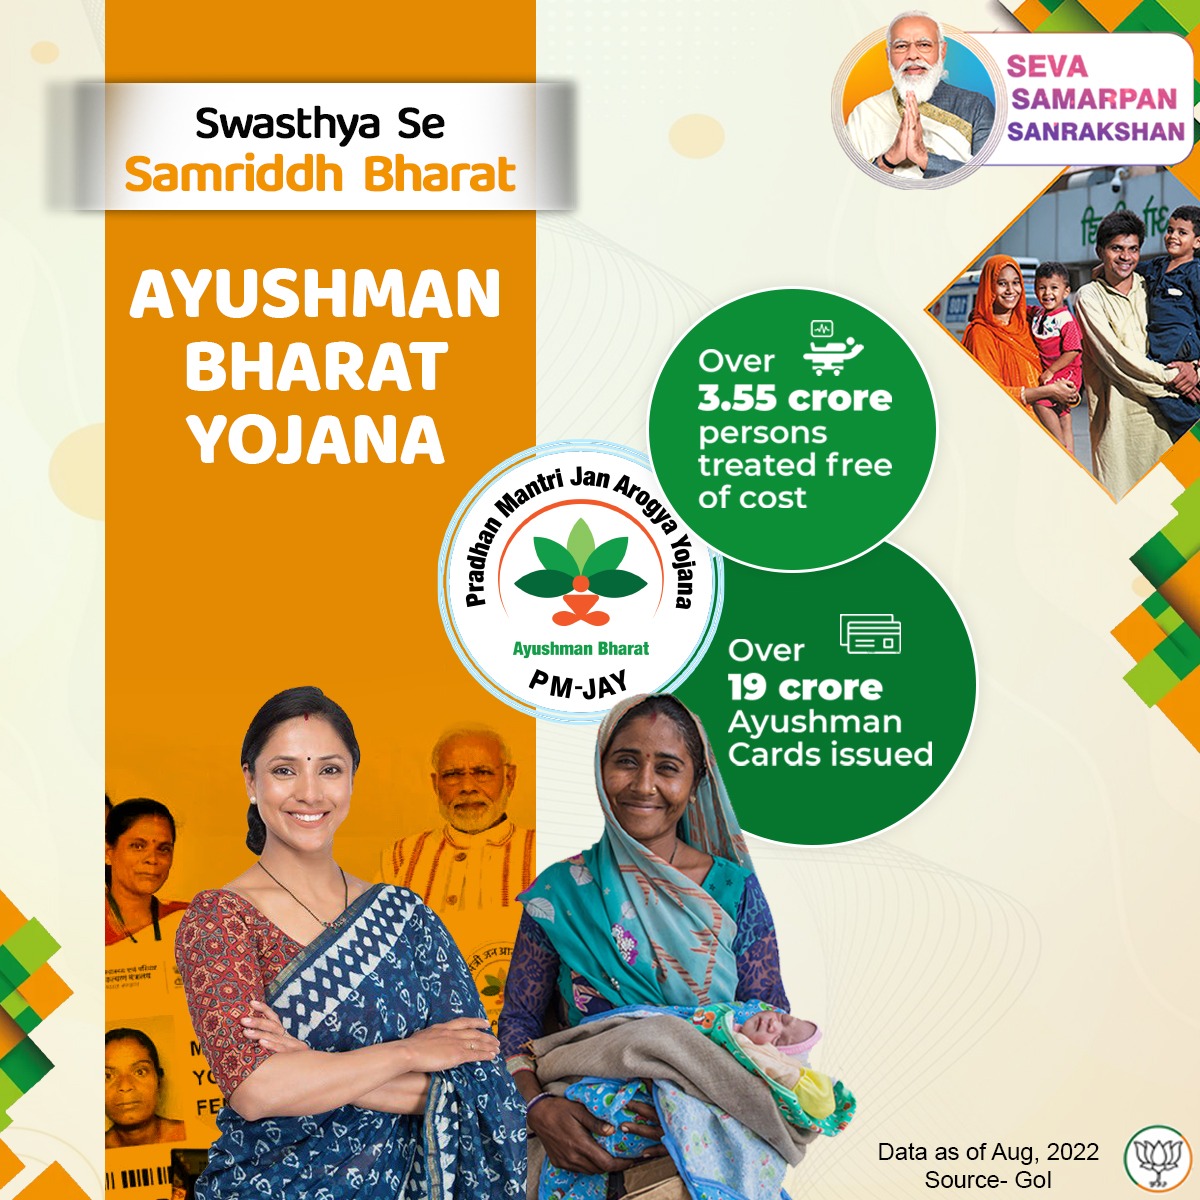 Swasthya Se
Samriddh Bharat
SEVA
SAMARPAN
SANRAKSHAN
AYUSHMAN
BHARAT
YOJANA
Over
3.55 crore
persons
treated free
of cost
Pradhan Mantri Jan Arogya Yojana
Ayushman Bharat
PM-JAY
Over
19 crore
Ayushman
Cards issued
Data as of Aug, 2022
Source- GoI